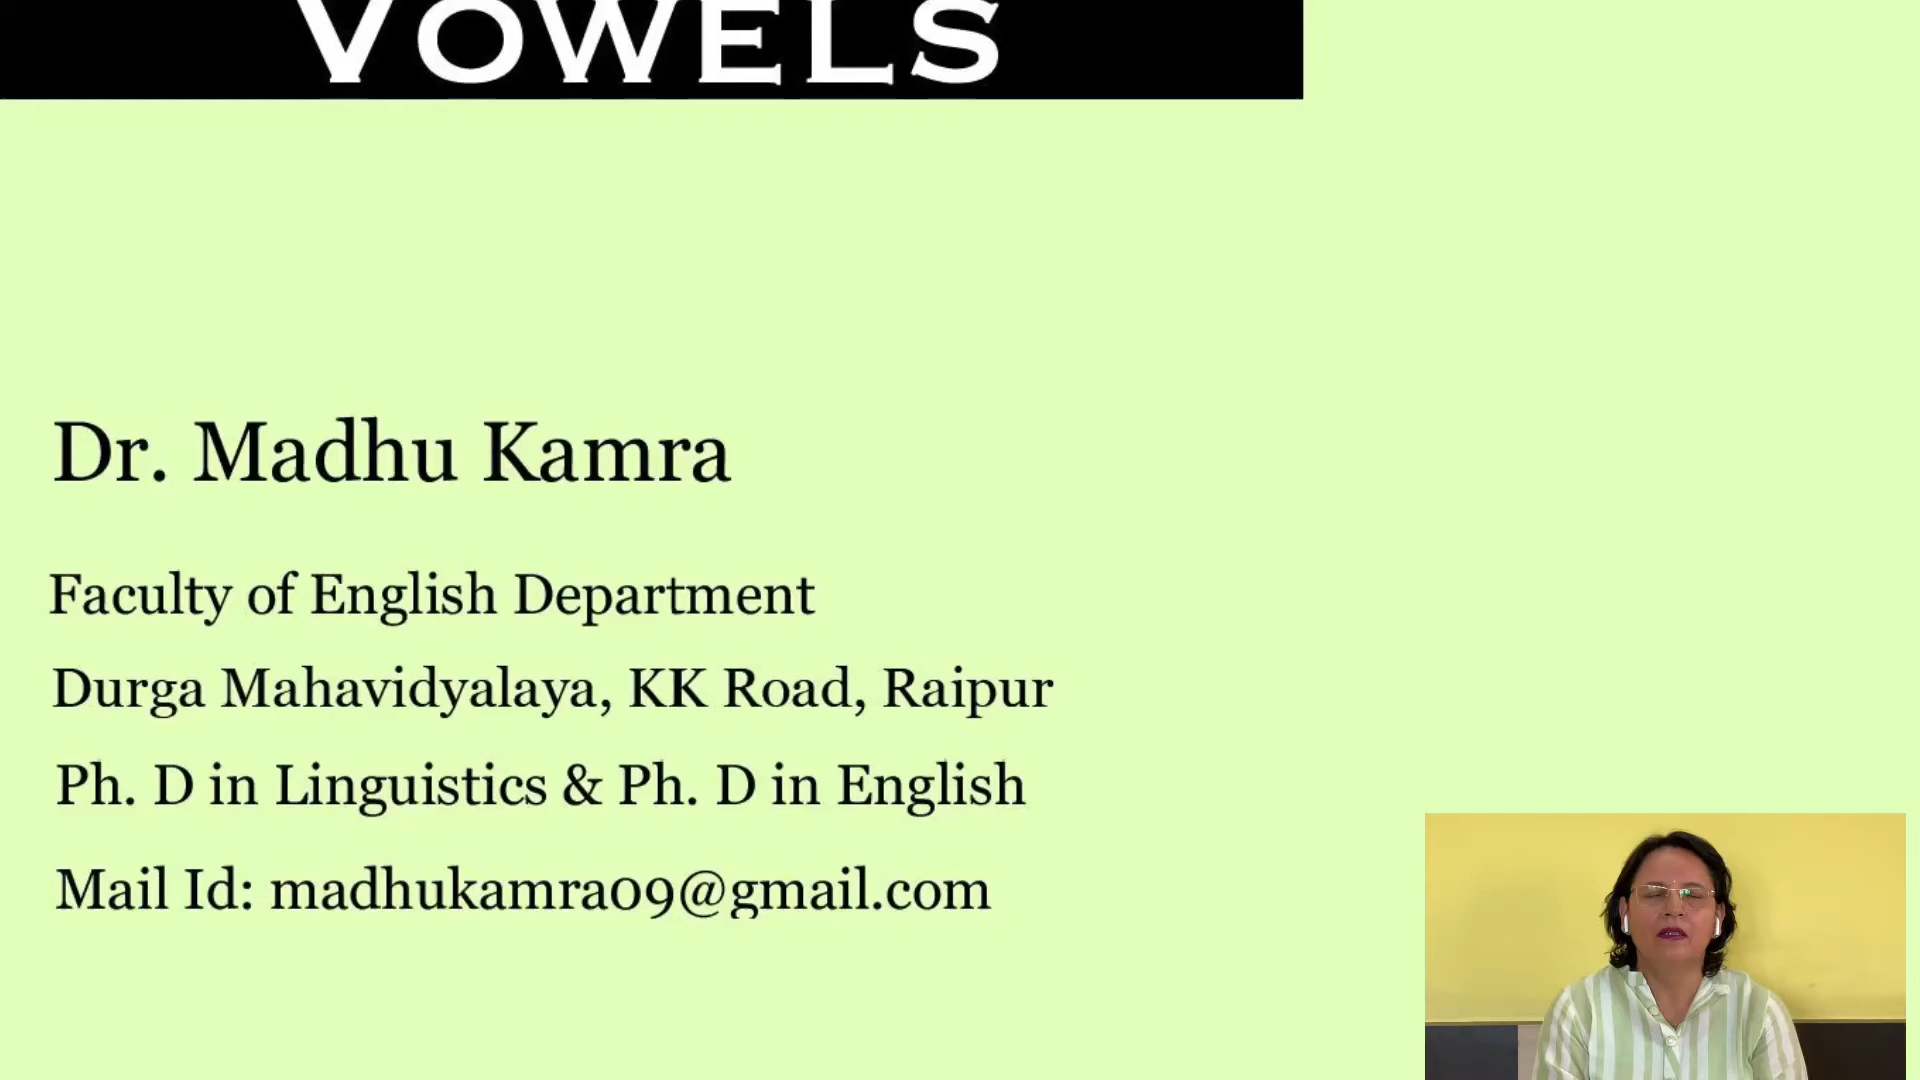 VOWELS
Dr. Madhu Kamra
Faculty of English Department
Durga Mahavidyalaya, KK Road, Raipur
Ph. D in Linguistics & Ph. D in English
Mail Id: madhukamra09@gmail.com